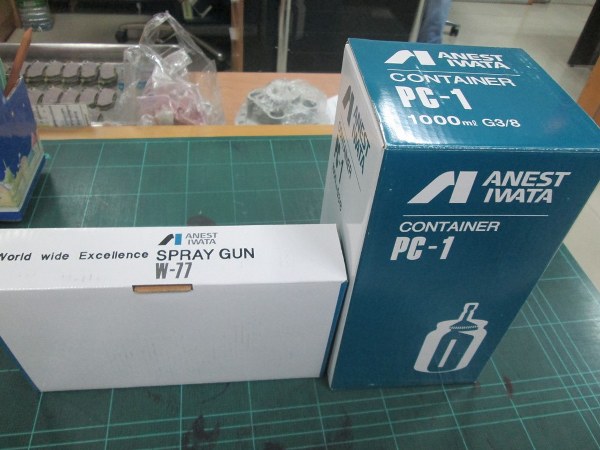 ANEST
IWATA
World wide Excellence SPRAY GUN
W-77
ANEST
IWATA
CONTAINER
PC-1
1000ml G3/8
ANEST
IWATA
CONTAINER
PC-1